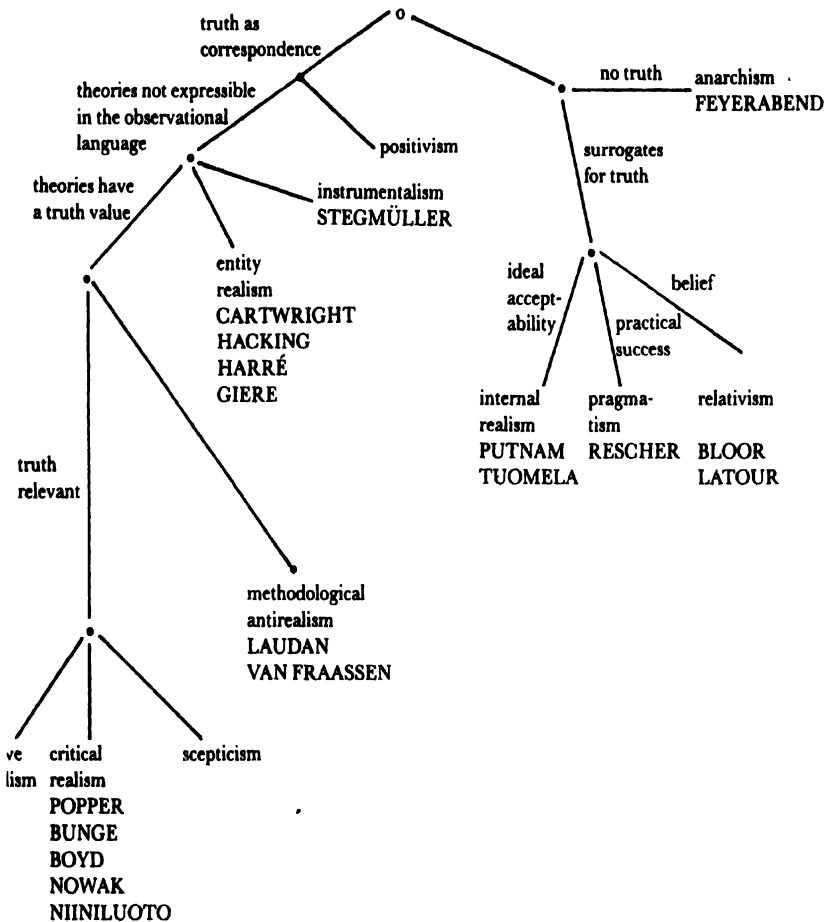 truth as
correspondence
no truth
anarchism
FEYERABEND
theories not expressible
in the observational
language
positivism
surrogates
for truth
theories have
a truth value
instrumentalism
STEGMÜLLER
entity
realism
CARTWRIGHT
HACKING
HARRÉ
GIERE
ideal
accept-
ability
practical
success
belief
internal
realism
PUTNAM
TUOMELA
pragma-
tism
RESCHER
relativism
BLOOR
LATOUR
truth
relevant
methodological
antirealism
LAUDAN
VAN FRAASSEN
ve
lism
critical
realism
POPPER
BUNGE
BOYD
NOWAK
NIINILUOTO
scepticism